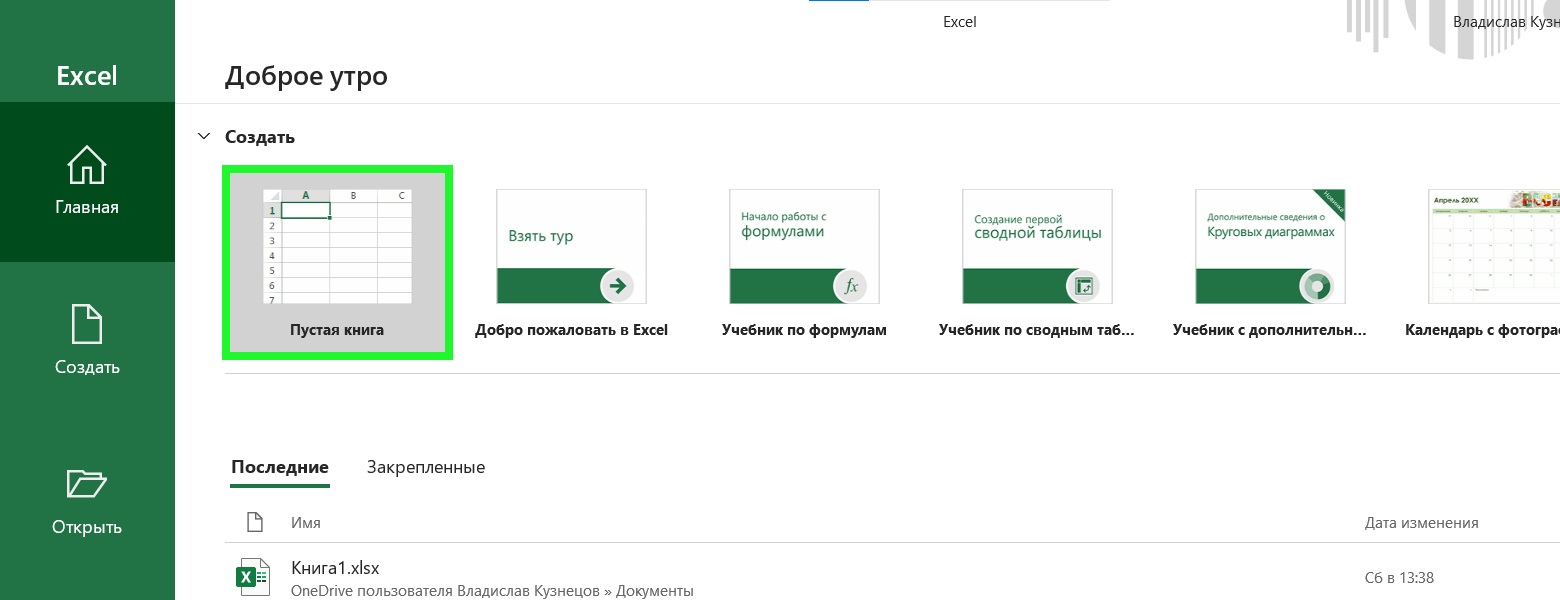 Excel
Владислав Кузн
Excel
Доброе утро
Главная
Создать
Открыть
Создать
A B C
1
2
3
4
5
6
7
Пустая книга
Взять тур
Добро пожаловать в Excel
Начало работы с
формулами
fx
Учебник по формулам
Создание первой
сводной таблицы
Учебник по сводным таб...
Новинка
Дополнительные сведения о
Круговых диаграммах
Учебник с дополнительн...
Апрель 20XX
Календарь с фотогра
Последние Закрепленные
Имя Дата изменения
Книга1.xlsx
OneDrive пользователя Владислав Кузнецов » Документы
Сб в 13:38